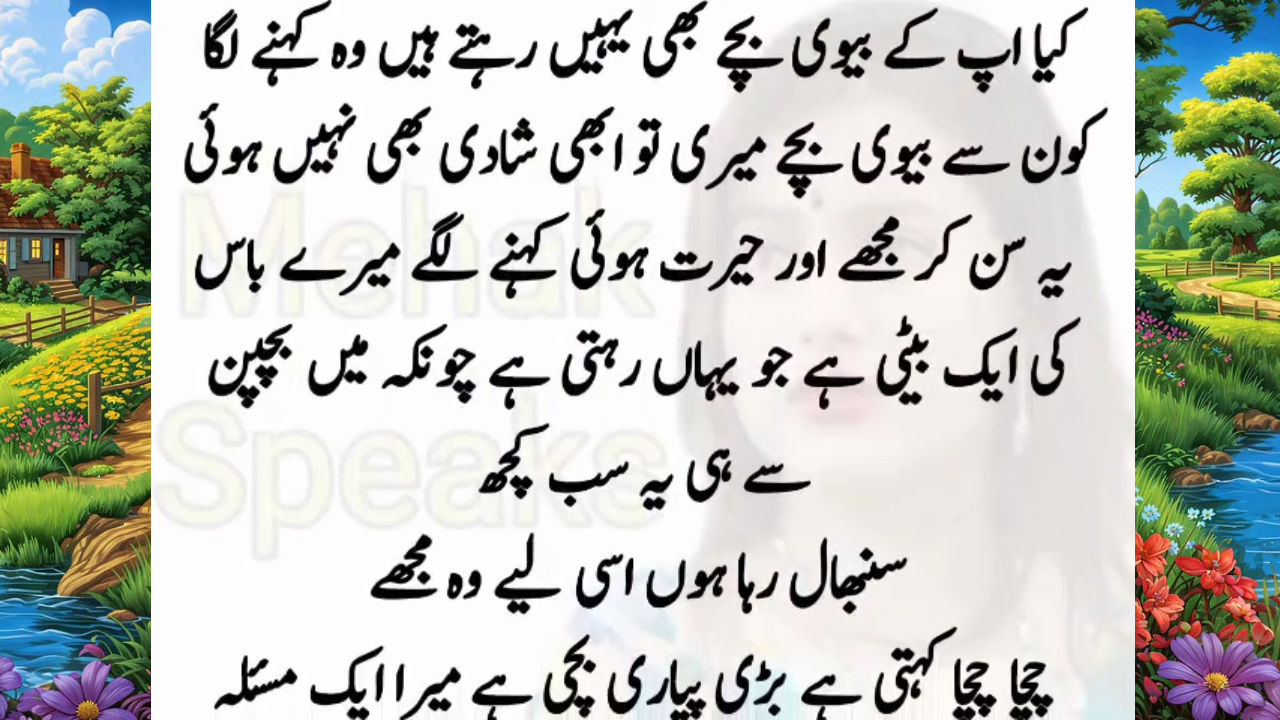 کیا اپ کے بیوی بچے بھی یہیں رہتے ہیں وہ کہنے لگا
کون سے بیوی بچے میری تو ابھی شادی بھی نہیں ہوئی
یہ سن کر مجھے اور حیرت ہوئی کہنے لگے میرے باس
کی ایک بیٹی ہے جو یہاں رہتی ہے چونکہ میں بچپن
سے ہی یہ سب کچھ
سنبھال رہا ہوں اسی لیے وہ مجھے
چچا چچا کہتی ہے بڑی پیاری بچی ہے میرا ایک مسئلہ
Mehak
Speaks